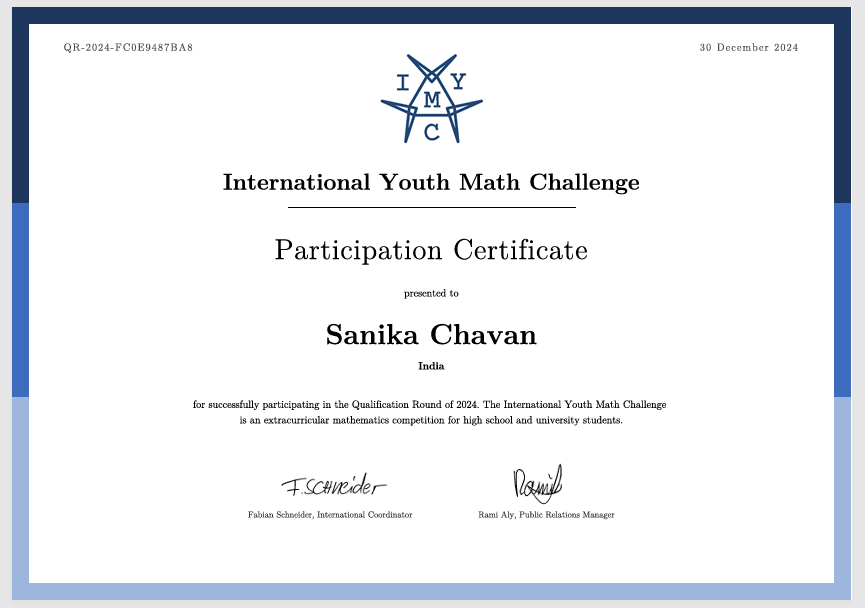 QR-2024-FC0E9487BA8
30 December 2024
I Y
M
C
International Youth Math Challenge
Participation Certificate
presented to
Sanika Chavan
India
for successfully participating in the Qualification Round of 2024. The International Youth Math Challenge
is an extracurricular mathematics competition for high school and university students.
F. SCHNeider
Ramif
Fabian Schneider, International Coordinator
Rami Aly, Public Relations Manager